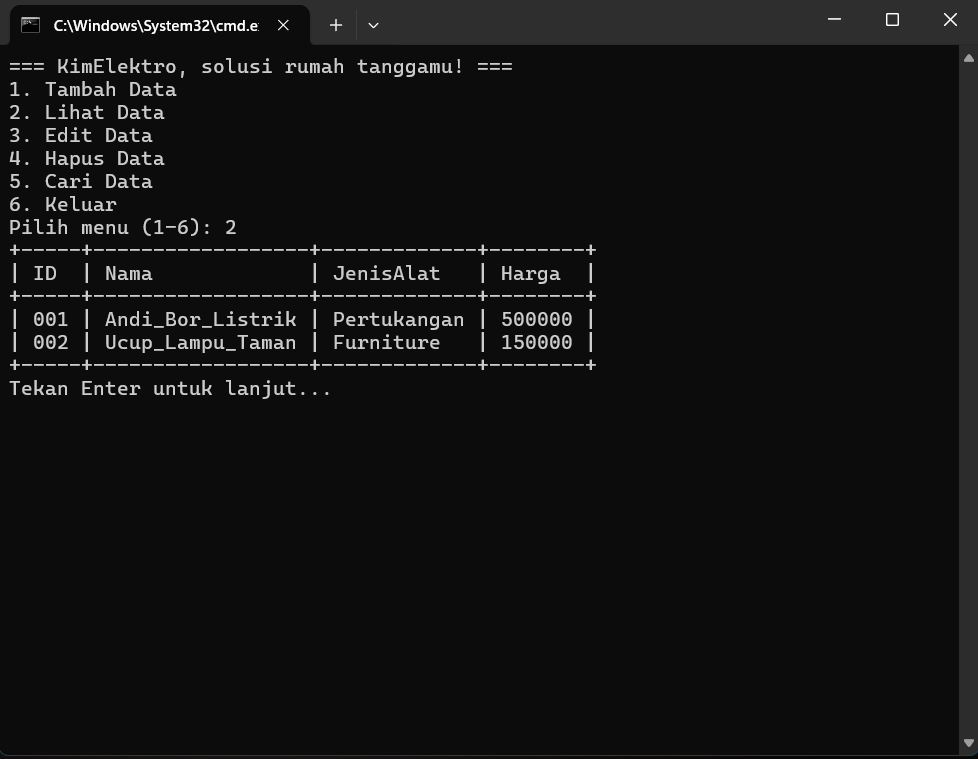 C:\Windows\System32\cmd.e
=== KimElektro, solusi rumah tanggamu! ===
1. Tambah Data
2. Lihat Data
3. Edit Data
4. Hapus Data
5. Cari Data
6. Keluar
Pilih menu (1-6): 2
+-----+------------------+-------------+--------+
| ID  | Nama             | JenisAlat   | Harga  |
+-----+------------------+-------------+--------+
| 001 | Andi_Bor_Listrik | Pertukangan | 500000 |
| 002 | Ucup_Lampu_Taman | Furniture   | 150000 |
+-----+------------------+-------------+--------+
Tekan Enter untuk lanjut...